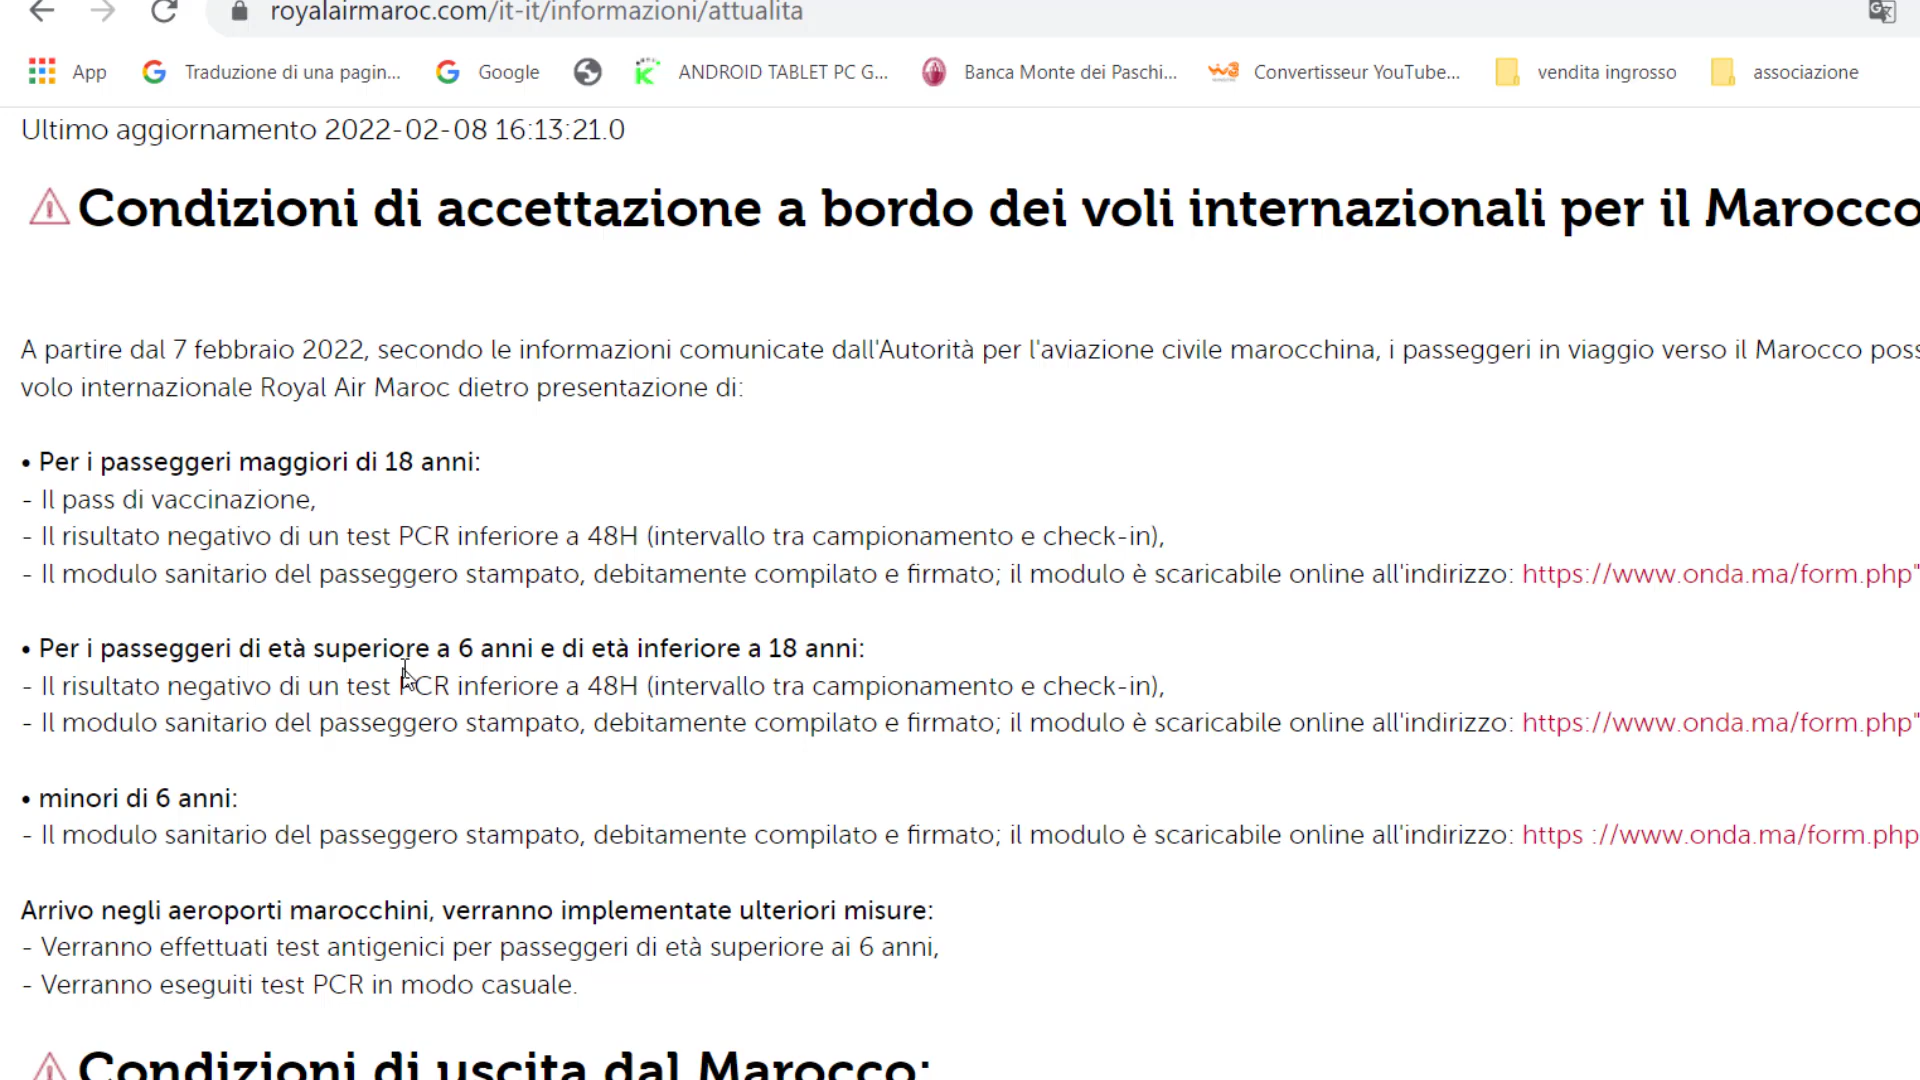 royalairmaroc.com/it-it/informazioni/attualita
App Traduzione di una pagin... Google ANDROID TABLET PC G... Banca Monte dei Paschi... Convertisseur YouTube... vendita ingrosso associazione
Ultimo aggiornamento 2022-02-08 16:13:21.0
Condizioni di accettazione a bordo dei voli internazionali per il Marocco
A partire dal 7 febbraio 2022, secondo le informazioni comunicate dall'Autorità per l'aviazione civile marocchina, i passeggeri in viaggio verso il Marocco poss
volo internazionale Royal Air Maroc dietro presentazione di:
• Per i passeggeri maggiori di 18 anni:
- Il pass di vaccinazione,
- Il risultato negativo di un test PCR inferiore a 48H (intervallo tra campionamento e check-in),
- Il modulo sanitario del passeggero stampato, debitamente compilato e firmato; il modulo è scaricabile online all'indirizzo: https://www.onda.ma/form.php"
• Per i passeggeri di età superiore a 6 anni e di età inferiore a 18 anni:
- Il risultato negativo di un test PCR inferiore a 48H (intervallo tra campionamento e check-in),
- Il modulo sanitario del passeggero stampato, debitamente compilato e firmato; il modulo è scaricabile online all'indirizzo: https://www.onda.ma/form.php"
• minori di 6 anni:
- Il modulo sanitario del passeggero stampato, debitamente compilato e firmato; il modulo è scaricabile online all'indirizzo: https ://www.onda.ma/form.php
Arrivo negli aeroporti marocchini, verranno implementate ulteriori misure:
- Verranno effettuati test antigenici per passeggeri di età superiore ai 6 anni,
- Verranno eseguiti test PCR in modo casuale.
Condizioni di uscita dal Marocco: